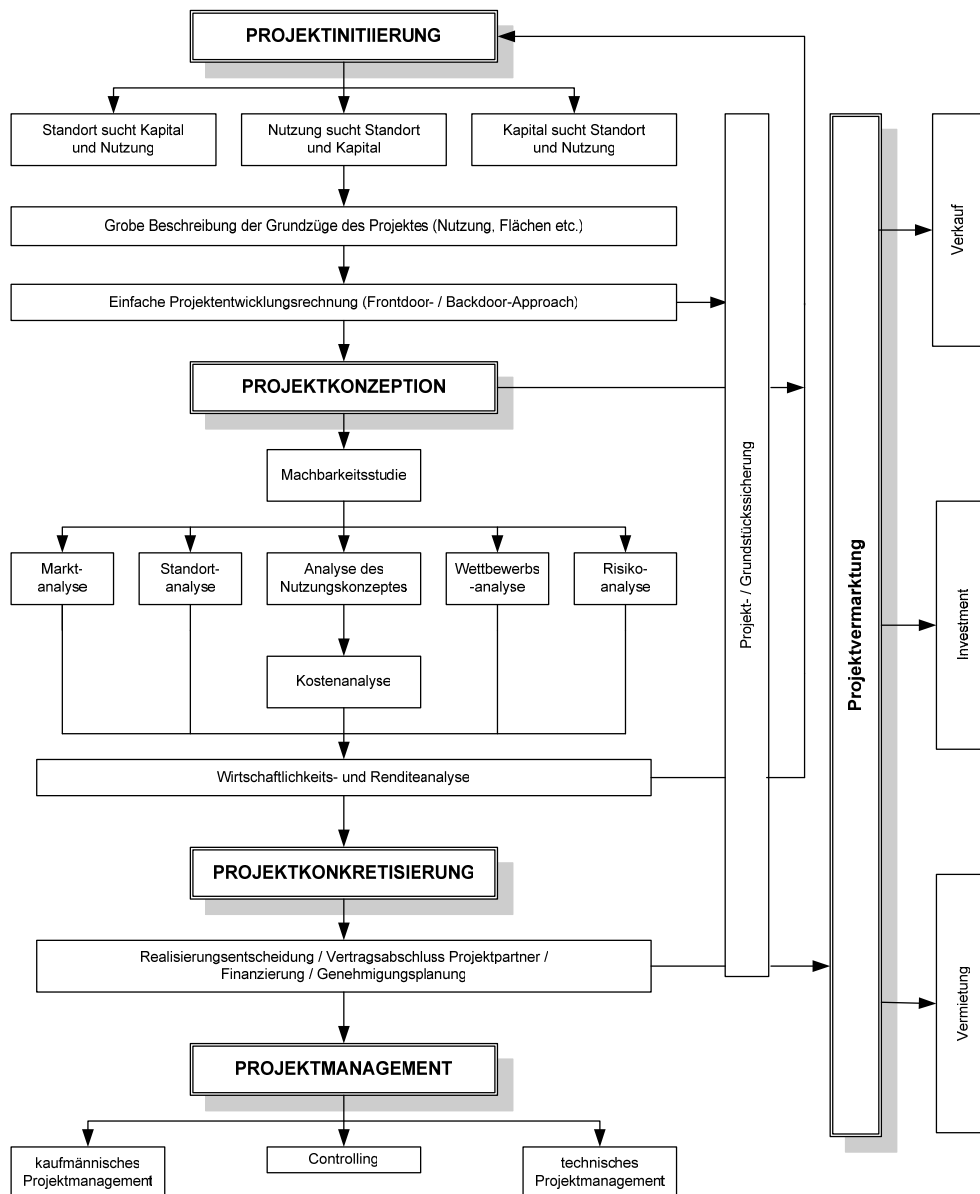 PROJEKTINITIIERUNG
Standort sucht Kapital
und Nutzung
Nutzung sucht Standort
und Kapital
Kapital sucht Standort
und Nutzung
Grobe Beschreibung der Grundzüge des Projektes (Nutzung, Flächen etc.)
Einfache Projektentwicklungsrechnung (Frontdoor- / Backdoor-Approach)
PROJEKTKONZEPTION
Machbarkeitsstudie
Markt-
analyse
Standort-
analyse
Analyse des
Nutzungskonzeptes
Wettbewerbs
-analyse
Risiko-
analyse
Kostenanalyse
Wirtschaftlichkeits- und Renditeanalyse
PROJEKTKONKRETISIERUNG
Realisierungsentscheidung / Vertragsabschluss Projektpartner /
Finanzierung / Genehmigungsplanung
PROJEKTMANAGEMENT
kaufmännisches
Projektmanagement
Controlling
technisches
Projektmanagement
Projekt- / Grundstückssicherung
Projektvermarktung
Verkauf
Investment
Vermietung